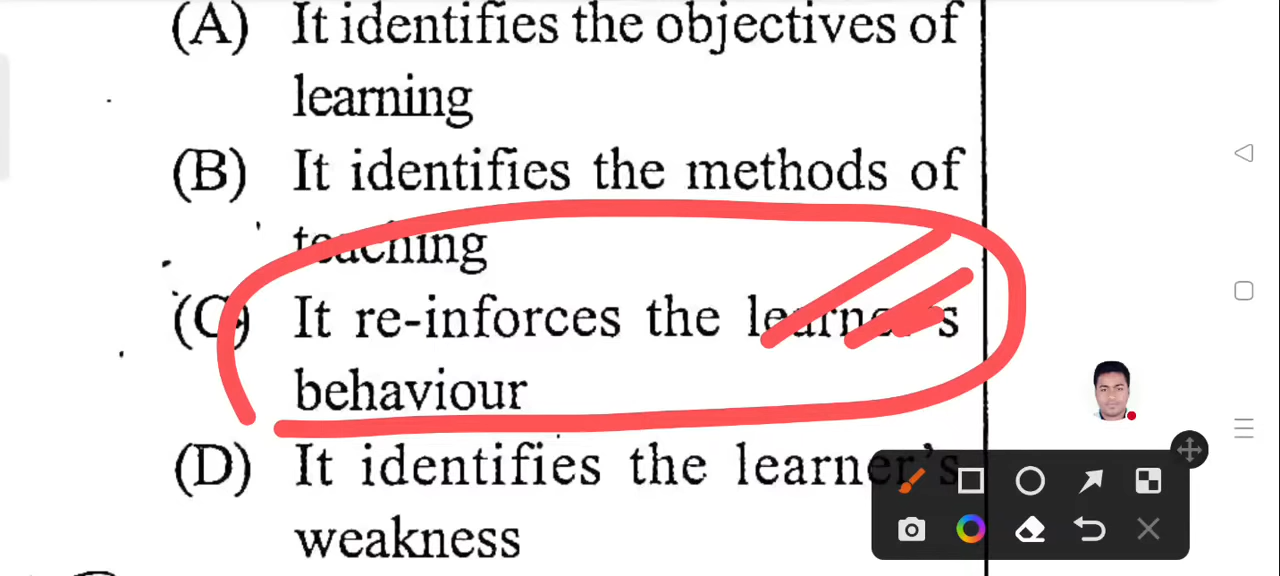 (A) It identifies the objectives of
learning
(B) It identifies the methods of
teaching
(C) It re-inforces the learner's
behaviour
(D) It identifies the learner's
weakness